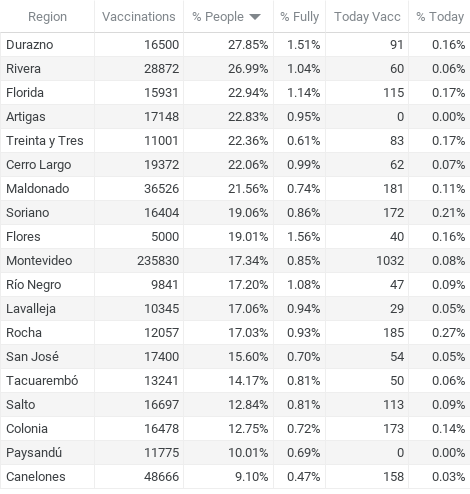 Region Vaccinations % People % Fully Today Vacc % Today
Durazno 16500 27.85% 1.51% 91 0.16%
Rivera 28872 26.99% 1.04% 60 0.06%
Florida 15931 22.94% 1.14% 115 0.17%
Artigas 17148 22.83% 0.95% 0 0.00%
Treinta y Tres 11001 22.36% 0.61% 83 0.17%
Cerro Largo 19372 22.06% 0.99% 62 0.07%
Maldonado 36526 21.56% 0.74% 181 0.11%
Soriano 16404 19.06% 0.86% 172 0.21%
Flores 5000 19.01% 1.56% 40 0.16%
Montevideo 235830 17.34% 0.85% 1032 0.08%
Río Negro 9841 17.20% 1.08% 47 0.09%
Lavalleja 10345 17.06% 0.94% 29 0.05%
Rocha 12057 17.03% 0.93% 185 0.27%
San José 17400 15.60% 0.70% 54 0.05%
Tacuarembó 13241 14.17% 0.81% 50 0.06%
Salto 16697 12.84% 0.81% 113 0.09%
Colonia 16478 12.75% 0.72% 173 0.14%
Paysandú 11775 10.01% 0.69% 0 0.00%
Canelones 48666 9.10% 0.47% 158 0.03%